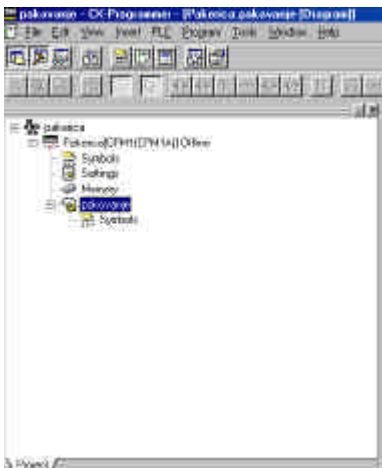 pakovanje - CX-Programmer - [Pakerica.pakovanje [Diagram]]
File Edit View Insert PLC Program Tools Window Help
pakerica
Pakerica[CPM1(CPM1A)] Offline
Symbols
Settings
Memory
pakovanje
Symbols
Project